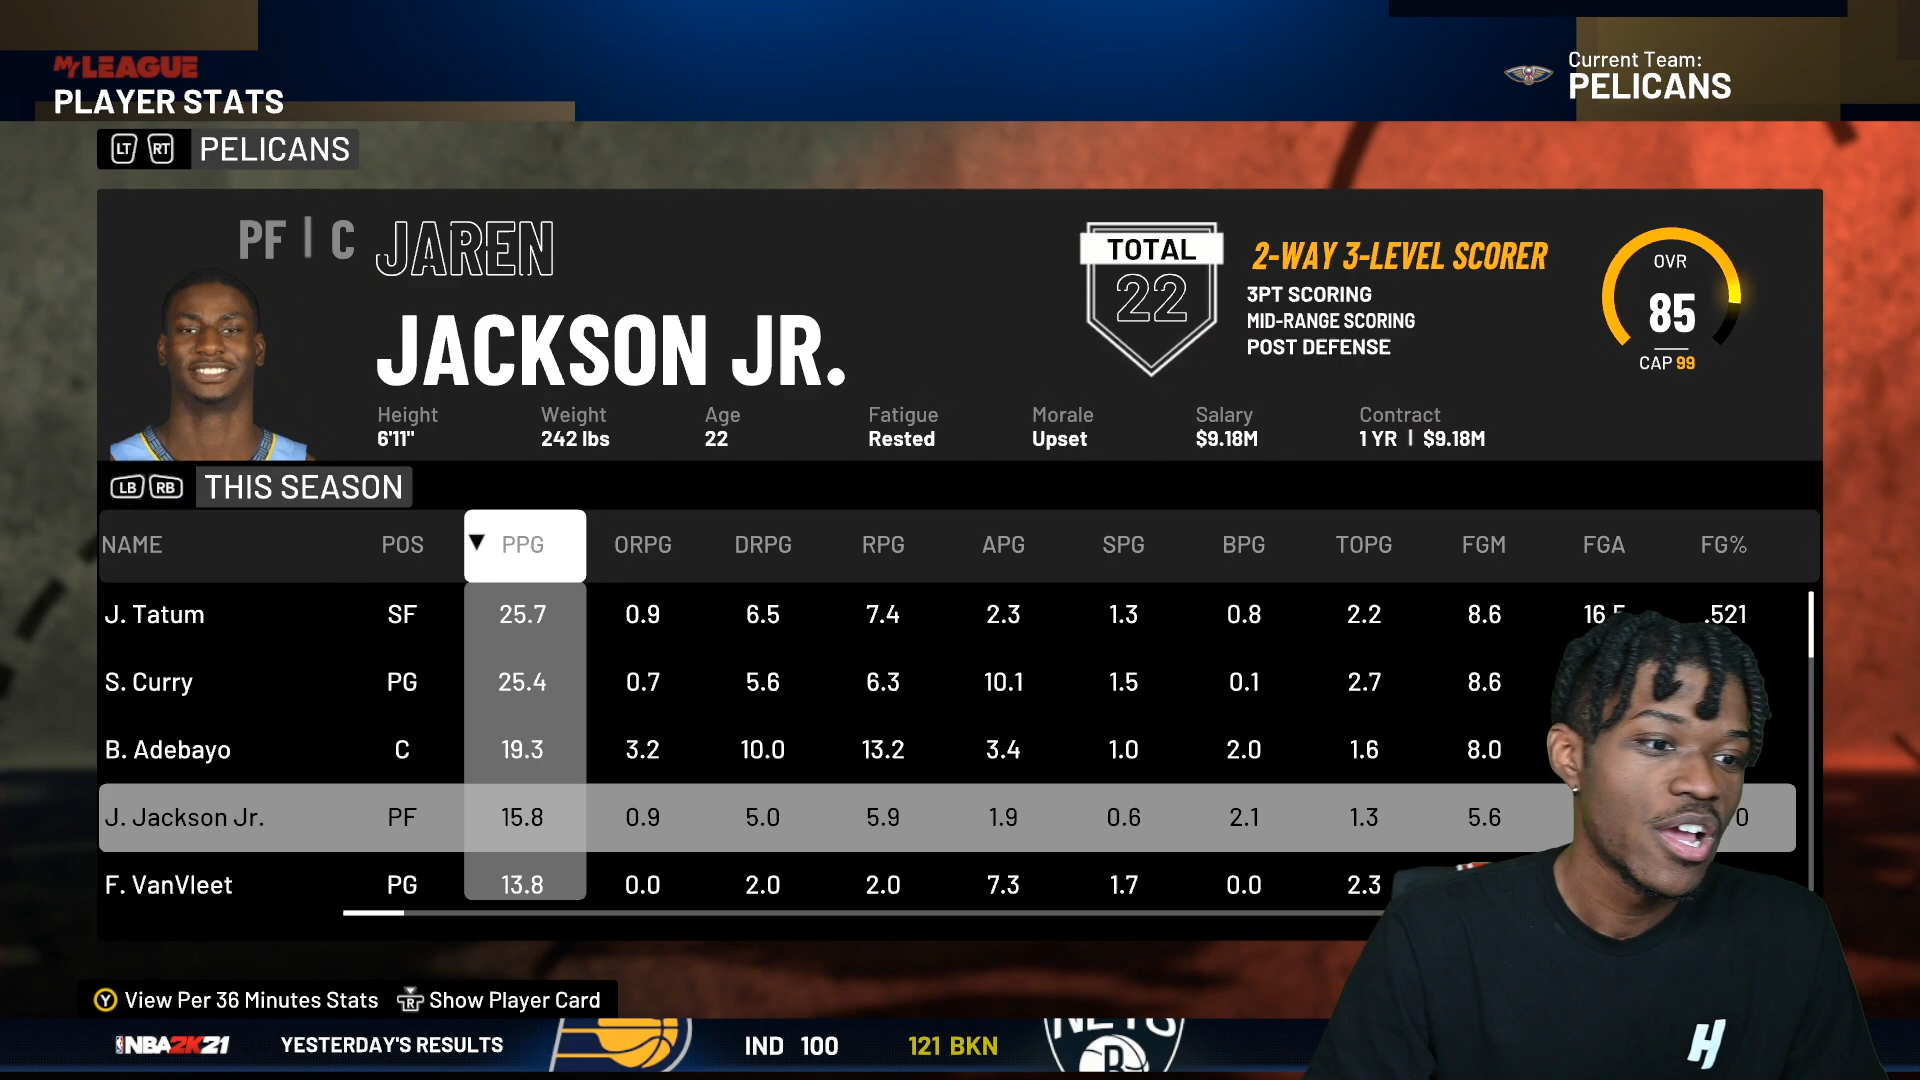 MyLEAGUE
PLAYER STATS
Current Team:
PELICANS
LT RT PELICANS
PF | C JAREN
JACKSON JR.
TOTAL
22
2-WAY 3-LEVEL SCORER
3PT SCORING
MID-RANGE SCORING
POST DEFENSE
OVR
85
CAP 99
Height Weight Age Fatigue Morale Salary Contract
6'11" 242 lbs 22 Rested Upset $9.18M 1 YR | $9.18M
LB RB THIS SEASON
NAME POS PPG ORPG DRPG RPG APG SPG BPG TOPG FGM FGA FG%
J. Tatum SF 25.7 0.9 6.5 7.4 2.3 1.3 0.8 2.2 8.6 .521
S. Curry PG 25.4 0.7 5.6 6.3 10.1 1.5 0.1 2.7 8.6
B. Adebayo C 19.3 3.2 10.0 13.2 3.4 1.0 2.0 1.6 8.0
J. Jackson Jr. PF 15.8 0.9 5.0 5.9 1.9 0.6 2.1 1.3 5.6
F. VanVleet PG 13.8 0.0 2.0 2.0 7.3 1.7 0.0 2.3
Y View Per 36 Minutes Stats R Show Player Card
NBA2K21 YESTERDAY'S RESULTS IND 100 121 BKN NETS B
H